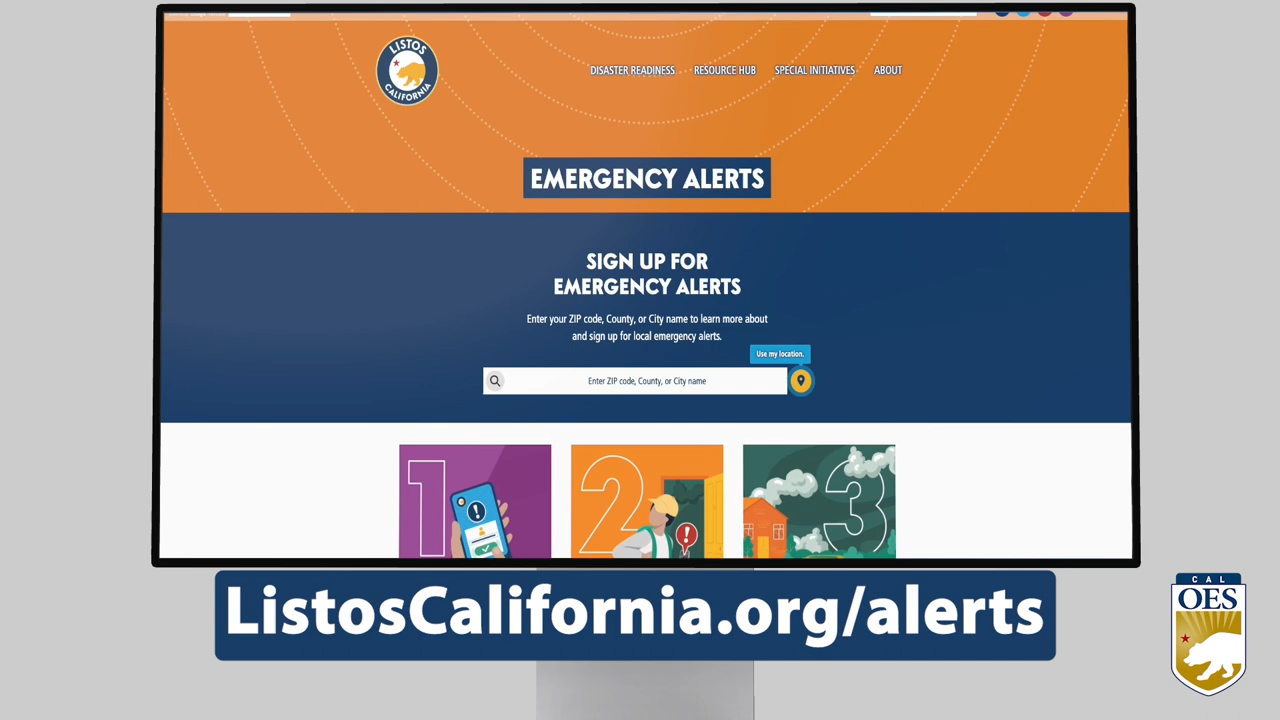 LISTOS
CALIFORNIA
DISASTER READINESS
RESOURCE HUB
SPECIAL INITIATIVES
ABOUT
EMERGENCY ALERTS
SIGN UP FOR
EMERGENCY ALERTS
Enter your ZIP code, County, or City name to learn more about
and sign up for local emergency alerts.
Use my location.
Enter ZIP code, County, or City name
1
2
3
ListosCalifornia.org/alerts
CAL
OES